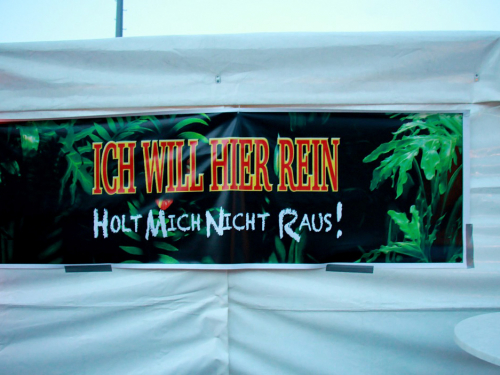 ICH WILL HIER REIN
HOLT MICH NICHT RAUS!